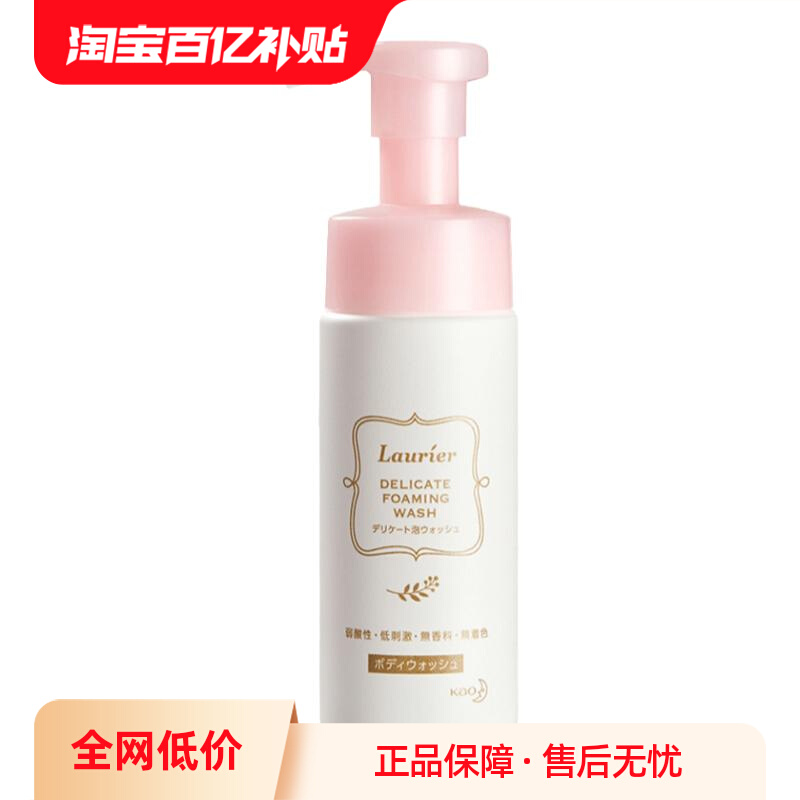 淘宝百亿补贴
Laurier
DELICATE
FOAMING
WASH
デリケート泡ウォッシュ
弱酸性・低刺激・無香料・無着色
ボディウォッシュ
Kao
全网低价
正品保障·售后无忧